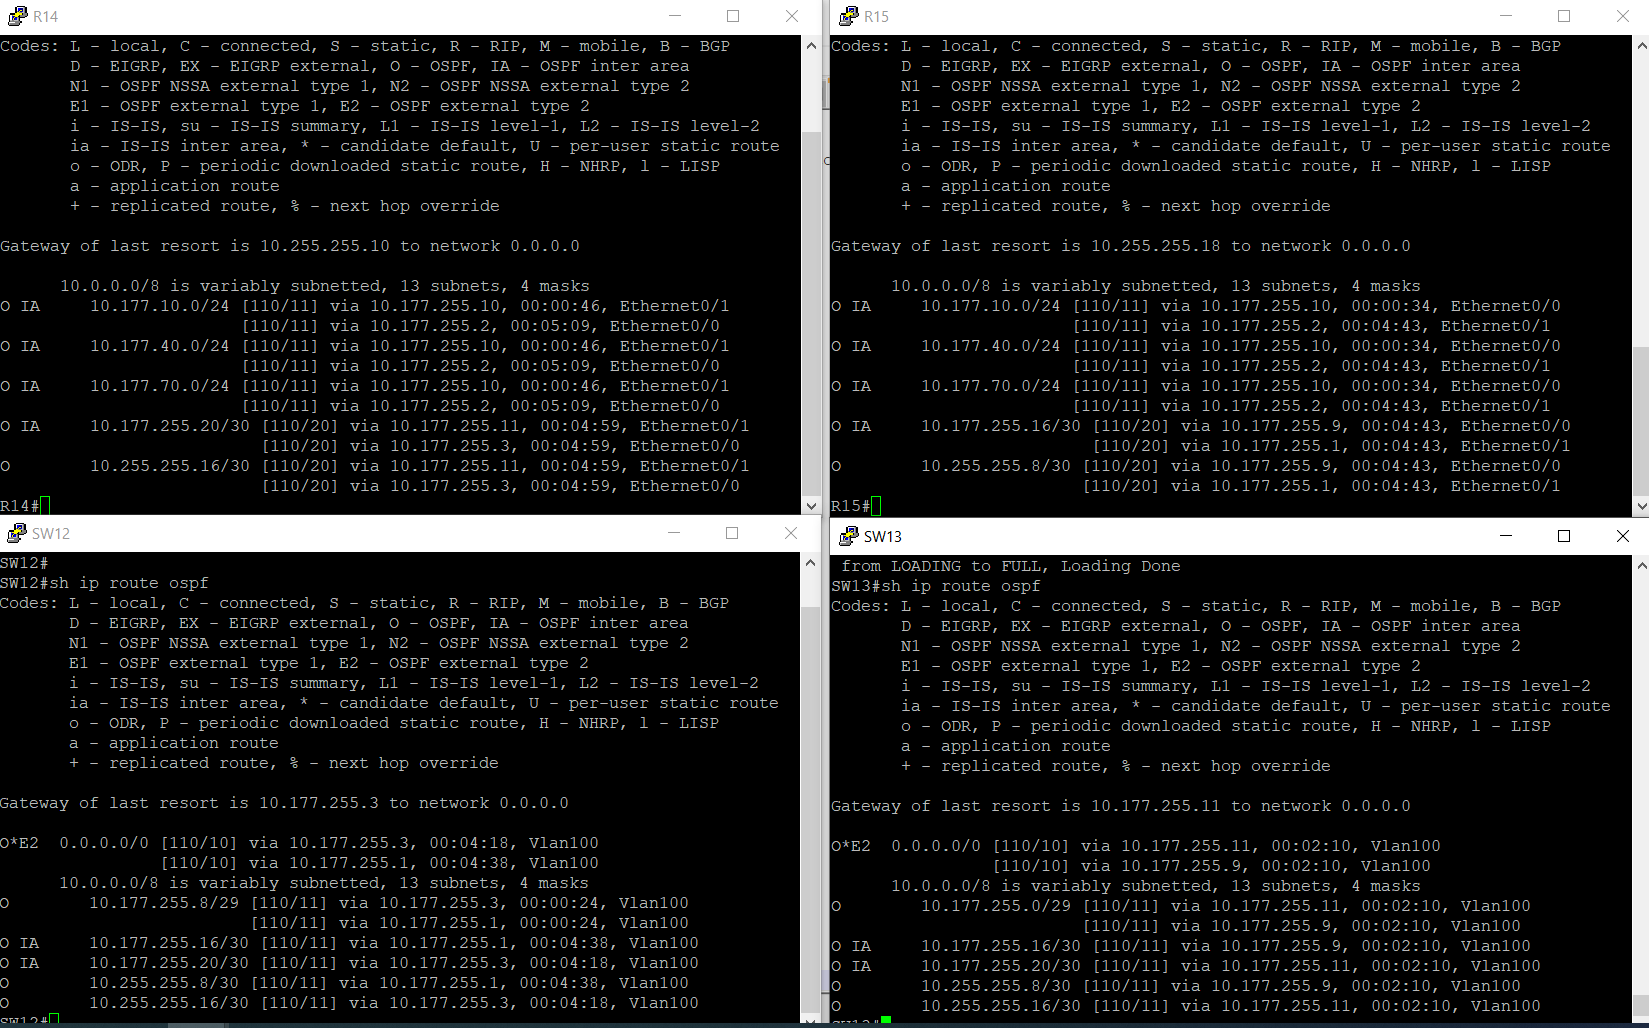 R14
Codes: L - local, C - connected, S - static, R - RIP, M - mobile, B - BGP
D - EIGRP, EX - EIGRP external, O - OSPF, IA - OSPF inter area
N1 - OSPF NSSA external type 1, N2 - OSPF NSSA external type 2
E1 - OSPF external type 1, E2 - OSPF external type 2
i - IS-IS, su - IS-IS summary, L1 - IS-IS level-1, L2 - IS-IS level-2
ia - IS-IS inter area, * - candidate default, U - per-user static route
o - ODR, P - periodic downloaded static route, H - NHRP, l - LISP
a - application route
+ - replicated route, % - next hop override
Gateway of last resort is 10.255.255.10 to network 0.0.0.0
10.0.0.0/8 is variably subnetted, 13 subnets, 4 masks
O IA 10.177.10.0/24 [110/11] via 10.177.255.10, 00:00:46, Ethernet0/1
[110/11] via 10.177.255.2, 00:05:09, Ethernet0/0
O IA 10.177.40.0/24 [110/11] via 10.177.255.10, 00:00:46, Ethernet0/1
[110/11] via 10.177.255.2, 00:05:09, Ethernet0/0
O IA 10.177.70.0/24 [110/11] via 10.177.255.10, 00:00:46, Ethernet0/1
[110/11] via 10.177.255.2, 00:05:09, Ethernet0/0
O IA 10.177.255.20/30 [110/20] via 10.177.255.11, 00:04:59, Ethernet0/1
[110/20] via 10.177.255.3, 00:04:59, Ethernet0/0
O 10.255.255.16/30 [110/20] via 10.177.255.11, 00:04:59, Ethernet0/1
[110/20] via 10.177.255.3, 00:04:59, Ethernet0/0
R14#
R15
Codes: L - local, C - connected, S - static, R - RIP, M - mobile, B - BGP
D - EIGRP, EX - EIGRP external, O - OSPF, IA - OSPF inter area
N1 - OSPF NSSA external type 1, N2 - OSPF NSSA external type 2
E1 - OSPF external type 1, E2 - OSPF external type 2
i - IS-IS, su - IS-IS summary, L1 - IS-IS level-1, L2 - IS-IS level-2
ia - IS-IS inter area, * - candidate default, U - per-user static route
o - ODR, P - periodic downloaded static route, H - NHRP, l - LISP
a - application route
+ - replicated route, % - next hop override
Gateway of last resort is 10.255.255.18 to network 0.0.0.0
10.0.0.0/8 is variably subnetted, 13 subnets, 4 masks
O IA 10.177.10.0/24 [110/11] via 10.177.255.10, 00:00:34, Ethernet0/0
[110/11] via 10.177.255.2, 00:04:43, Ethernet0/1
O IA 10.177.40.0/24 [110/11] via 10.177.255.10, 00:00:34, Ethernet0/0
[110/11] via 10.177.255.2, 00:04:43, Ethernet0/1
O IA 10.177.70.0/24 [110/11] via 10.177.255.10, 00:00:34, Ethernet0/0
[110/11] via 10.177.255.2, 00:04:43, Ethernet0/1
O IA 10.177.255.16/30 [110/20] via 10.177.255.9, 00:04:43, Ethernet0/0
[110/20] via 10.177.255.1, 00:04:43, Ethernet0/1
O 10.255.255.8/30 [110/20] via 10.177.255.9, 00:04:43, Ethernet0/0
[110/20] via 10.177.255.1, 00:04:43, Ethernet0/1
R15#
SW12
SW12#
SW12#sh ip route ospf
Codes: L - local, C - connected, S - static, R - RIP, M - mobile, B - BGP
D - EIGRP, EX - EIGRP external, O - OSPF, IA - OSPF inter area
N1 - OSPF NSSA external type 1, N2 - OSPF NSSA external type 2
E1 - OSPF external type 1, E2 - OSPF external type 2
i - IS-IS, su - IS-IS summary, L1 - IS-IS level-1, L2 - IS-IS level-2
ia - IS-IS inter area, * - candidate default, U - per-user static route
o - ODR, P - periodic downloaded static route, H - NHRP, l - LISP
a - application route
+ - replicated route, % - next hop override
Gateway of last resort is 10.177.255.3 to network 0.0.0.0
O*E2 0.0.0.0/0 [110/10] via 10.177.255.3, 00:04:18, Vlan100
[110/10] via 10.177.255.1, 00:04:38, Vlan100
10.0.0.0/8 is variably subnetted, 13 subnets, 4 masks
O 10.177.255.8/29 [110/11] via 10.177.255.3, 00:00:24, Vlan100
[110/11] via 10.177.255.1, 00:00:24, Vlan100
O IA 10.177.255.16/30 [110/11] via 10.177.255.1, 00:04:38, Vlan100
O IA 10.177.255.20/30 [110/11] via 10.177.255.3, 00:04:18, Vlan100
O 10.255.255.8/30 [110/11] via 10.177.255.1, 00:04:38, Vlan100
O 10.255.255.16/30 [110/11] via 10.177.255.3, 00:04:18, Vlan100
SW12#
SW13
from LOADING to FULL, Loading Done
SW13#sh ip route ospf
Codes: L - local, C - connected, S - static, R - RIP, M - mobile, B - BGP
D - EIGRP, EX - EIGRP external, O - OSPF, IA - OSPF inter area
N1 - OSPF NSSA external type 1, N2 - OSPF NSSA external type 2
E1 - OSPF external type 1, E2 - OSPF external type 2
i - IS-IS, su - IS-IS summary, L1 - IS-IS level-1, L2 - IS-IS level-2
ia - IS-IS inter area, * - candidate default, U - per-user static route
o - ODR, P - periodic downloaded static route, H - NHRP, l - LISP
a - application route
+ - replicated route, % - next hop override
Gateway of last resort is 10.177.255.11 to network 0.0.0.0
O*E2 0.0.0.0/0 [110/10] via 10.177.255.11, 00:02:10, Vlan100
[110/10] via 10.177.255.9, 00:02:10, Vlan100
10.0.0.0/8 is variably subnetted, 13 subnets, 4 masks
O 10.177.255.0/29 [110/11] via 10.177.255.11, 00:02:10, Vlan100
[110/11] via 10.177.255.9, 00:02:10, Vlan100
O IA 10.177.255.16/30 [110/11] via 10.177.255.9, 00:02:10, Vlan100
O IA 10.177.255.20/30 [110/11] via 10.177.255.11, 00:02:10, Vlan100
O 10.255.255.8/30 [110/11] via 10.177.255.9, 00:02:10, Vlan100
O 10.255.255.16/30 [110/11] via 10.177.255.11, 00:02:10, Vlan100